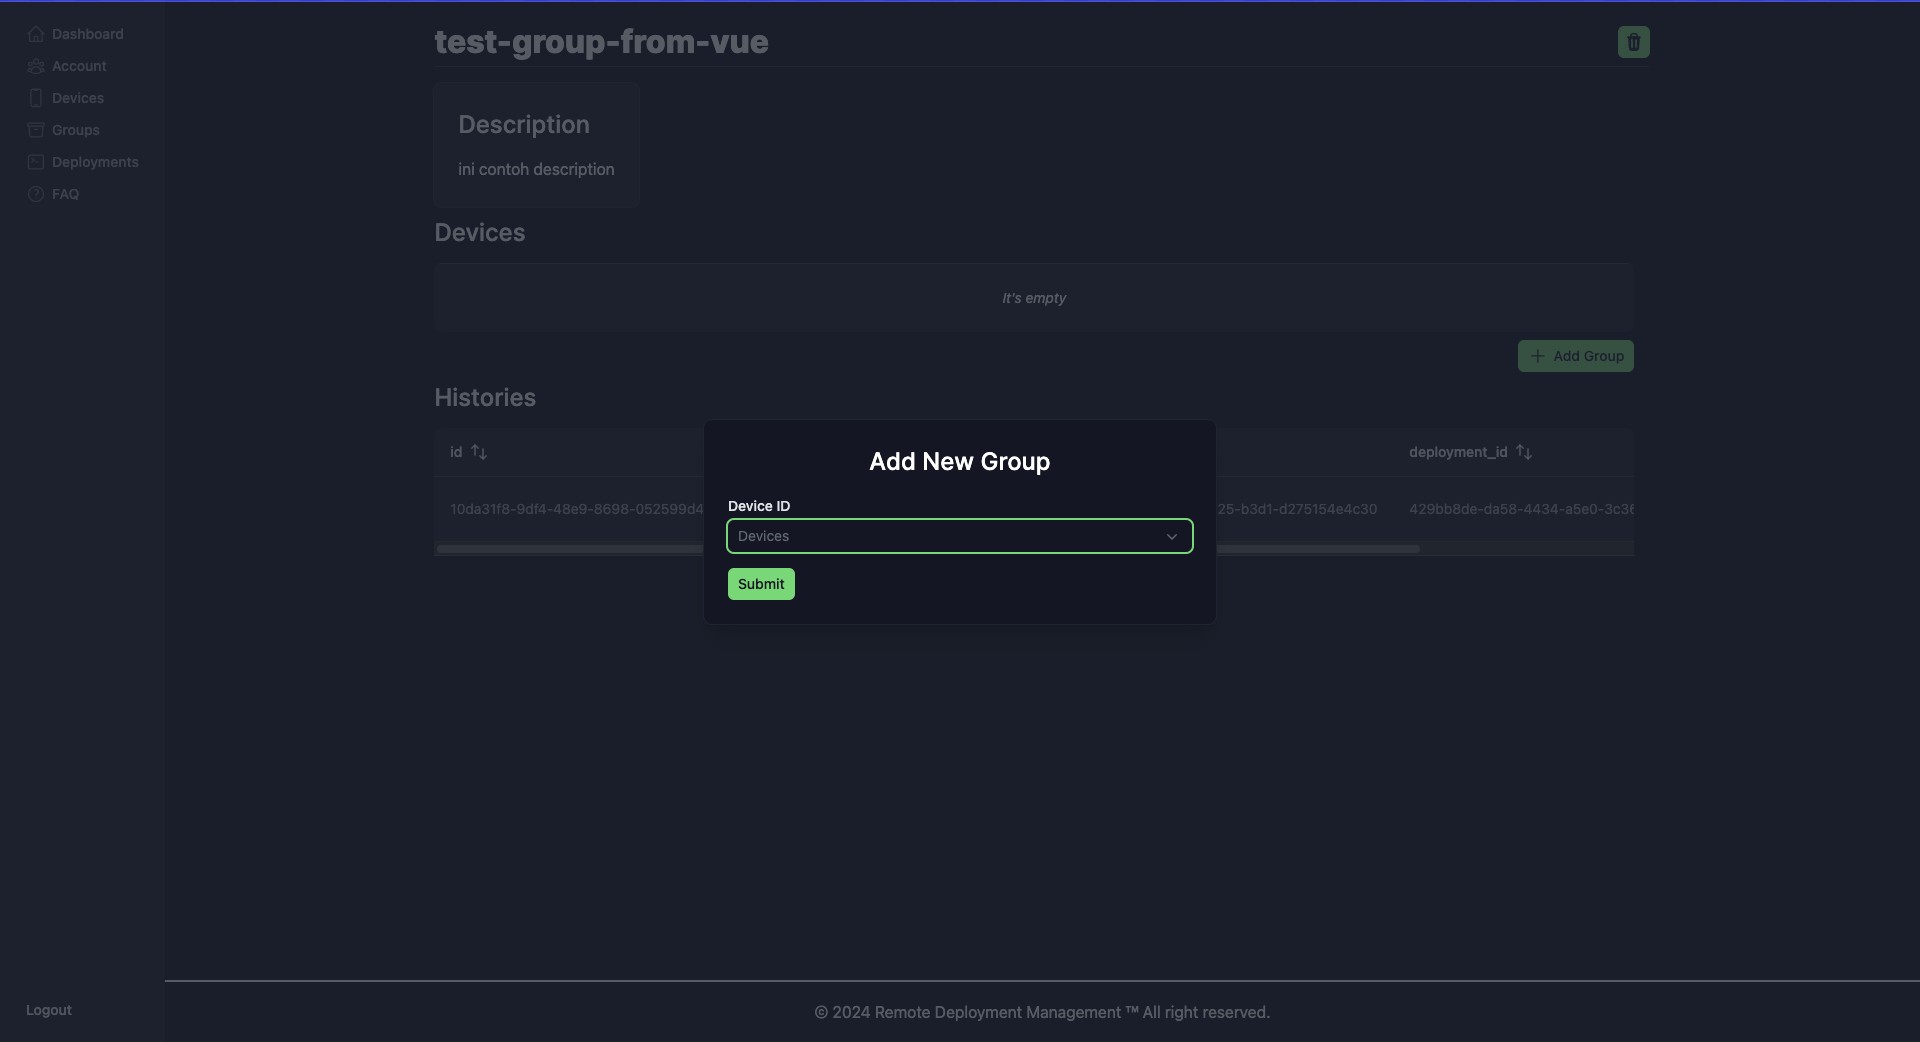 Dashboard
Account
Devices
Groups
Deployments
FAQ
Logout
test-group-from-vue
Description
ini contoh description
Devices
It's empty
Add Group
Histories
id
deployment_id
10da31f8-9df4-48e9-8698-052599d4
25-b3d1-d275154e4c30
429bb8de-da58-4434-a5e0-3c36
Add New Group
Device ID
Devices
Submit
© 2024 Remote Deployment Management ™ All right reserved.